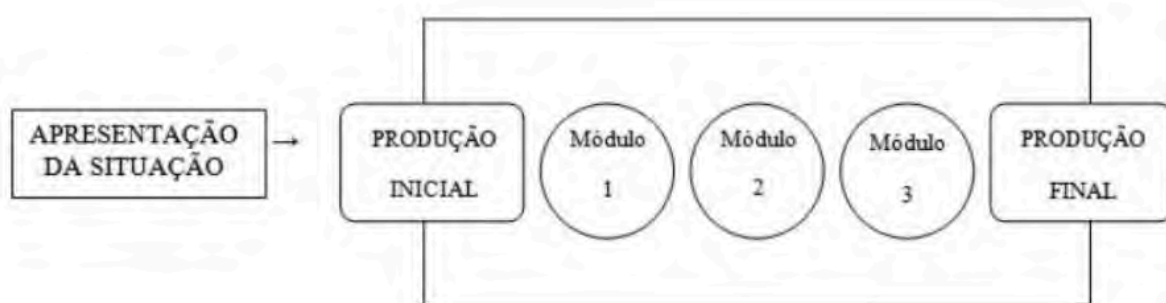 APRESENTAÇÃO
DA SITUAÇÃO
→
PRODUÇÃO
INICIAL
Módulo
1
Módulo
2
Módulo
3
PRODUÇÃO
FINAL